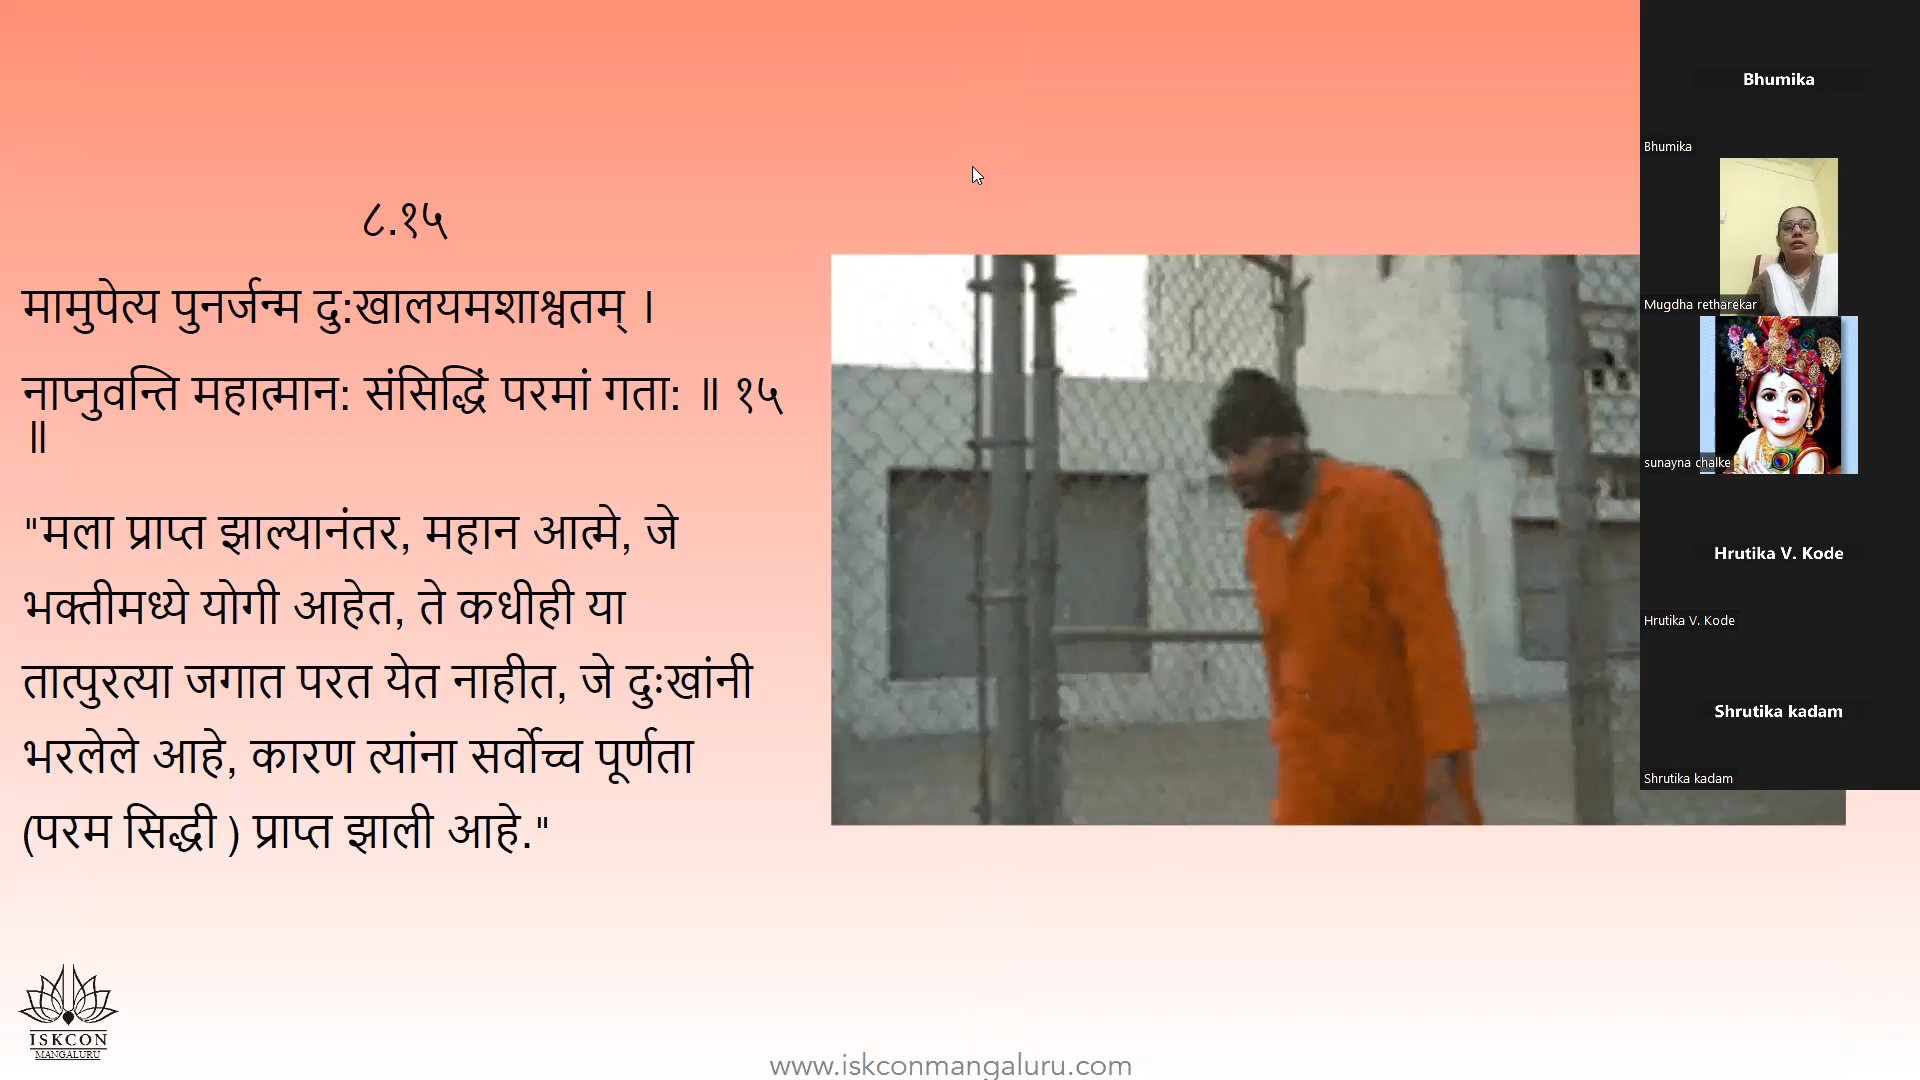 ८.१५
मामुपेत्य पुनर्जन्म दु:खालयमशाश्वतम् ।
नाप्नुवन्ति महात्मान: संसिद्धिं परमां गता: ॥ १५
॥
"मला प्राप्त झाल्यानंतर, महान आत्मे, जे
भक्तीमध्ये योगी आहेत, ते कधीही या
तात्पुरत्या जगात परत येत नाहीत, जे दुःखांनी
भरलेले आहे, कारण त्यांना सर्वोच्च पूर्णता
(परम सिद्धी ) प्राप्त झाली आहे."
ISKCON
MANGALURU
www.iskconmangaluru.com
Bhumika
Bhumika
Mugdha retharekar
sunayna chalke
Hrutika V. Kode
Hrutika V. Kode
Shrutika kadam
Shrutika kadam